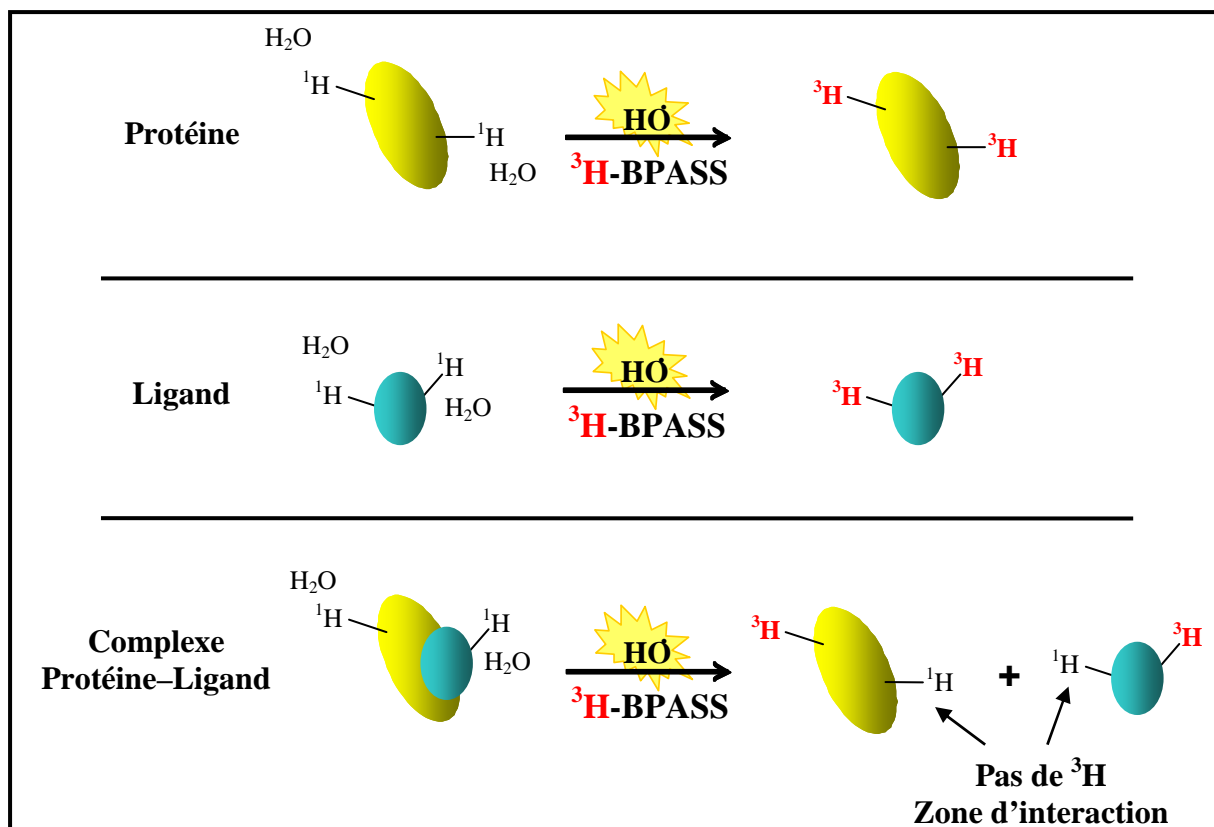 H₂O
¹H
Protéine
¹H
H₂O
HO•
³H-BPASS
³H
³H
H₂O
¹H
¹H
Ligand
H₂O
HO•
³H-BPASS
³H
³H
H₂O
¹H
¹H
H₂O
Complexe
Protéine–Ligand
HO•
³H-BPASS
³H
¹H
+
¹H
³H
Pas de ³H
Zone d’interaction